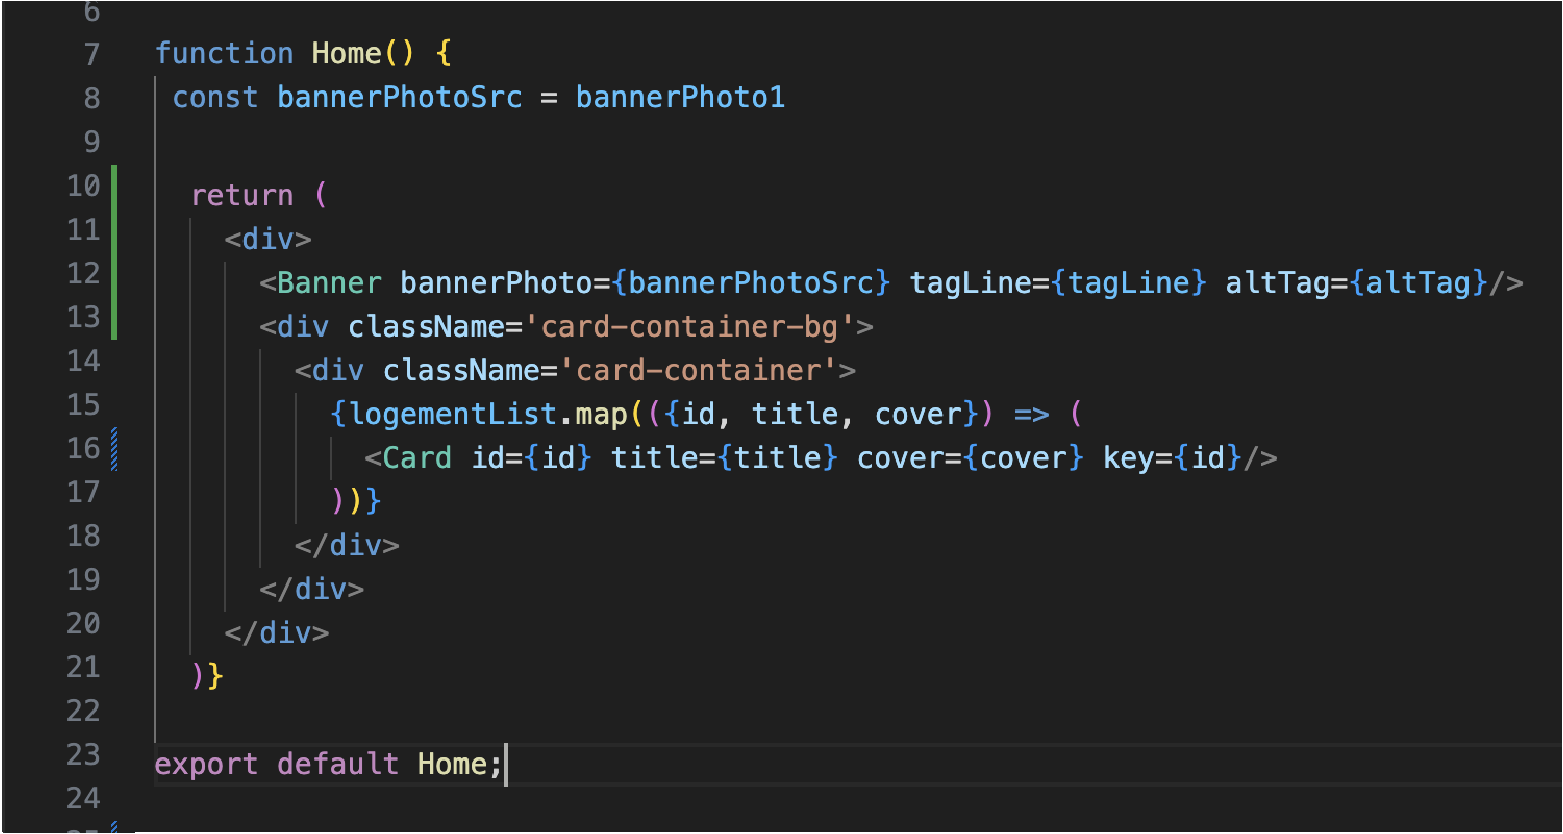 6
7 function Home() {
8 const bannerPhotoSrc = bannerPhoto1
9
10 return (
11 <div>
12 <Banner bannerPhoto={bannerPhotoSrc} tagLine={tagLine} altTag={altTag}/>
13 <div className='card-container-bg'>
14 <div className='card-container'>
15 {logementList.map(({id, title, cover}) => (
16 <Card id={id} title={title} cover={cover} key={id}/>
17 ))}
18 </div>
19 </div>
20 </div>
21 )}
22
23 export default Home;
24